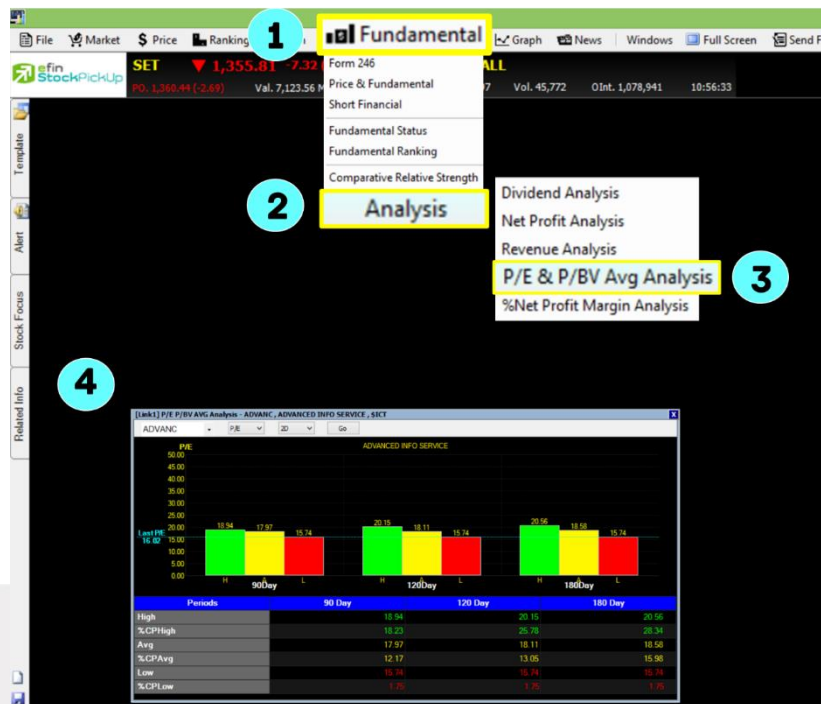 1
Fundamental
File Market $ Price Ranking Graph News Windows Full Screen Send F
efin
StockPickUp
SET ▼ 1,355.81 -7.32 ALL
PO. 1,360.44 (-2.69) Val. 7,123.56 M Vol. 45,772 OInt. 1,078,941 10:56:33
Form 246
Price & Fundamental
Short Financial
Fundamental Status
Fundamental Ranking
Comparative Relative Strength
2
Analysis
Dividend Analysis
Net Profit Analysis
Revenue Analysis
P/E & P/BV Avg Analysis
3
%Net Profit Margin Analysis
Template
Alert
Stock Focus
Related Info
4
[Link1] P/E P/BV AVG Analysis - ADVANC , ADVANCED INFO SERVICE , $ICT X
ADVANC P/E 2D Go
P/E ADVANCED INFO SERVICE
50.00
45.00
40.00
35.00
30.00
25.00
20.00
15.00
10.00
5.00
0.00
Last P/E
16.02
18.94 17.97 15.74 20.15 18.11 15.74 20.56 18.58 15.74
H A L H A L H A L
90Day 120Day 180Day
Periods 90 Day 120 Day 180 Day
High 18.94 20.15 20.56
%CPHigh 18.23 25.78 28.34
Avg 17.97 18.11 18.58
%CPAvg 12.17 13.05 15.98
Low 15.74 15.74 15.74
%CPLow 1.75 1.75 1.75